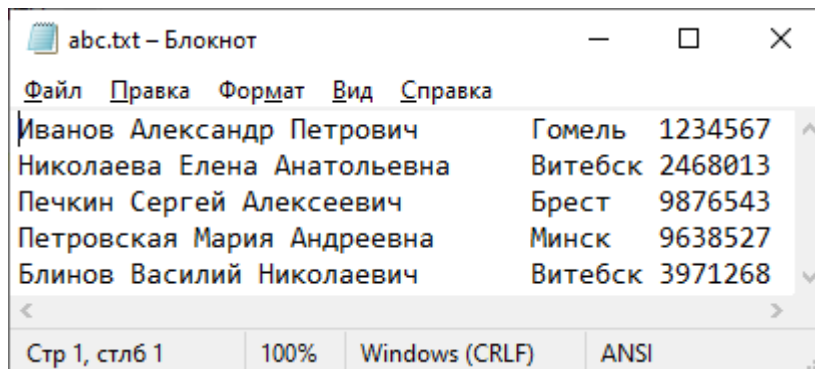 abc.txt – Блокнот
Файл Правка Формат Вид Справка
Иванов Александр Петрович Гомель 1234567
Николаева Елена Анатольевна Витебск 2468013
Печкин Сергей Алексеевич Брест 9876543
Петровская Мария Андреевна Минск 9638527
Блинов Василий Николаевич Витебск 3971268
Стр 1, стлб 1 100% Windows (CRLF) ANSI